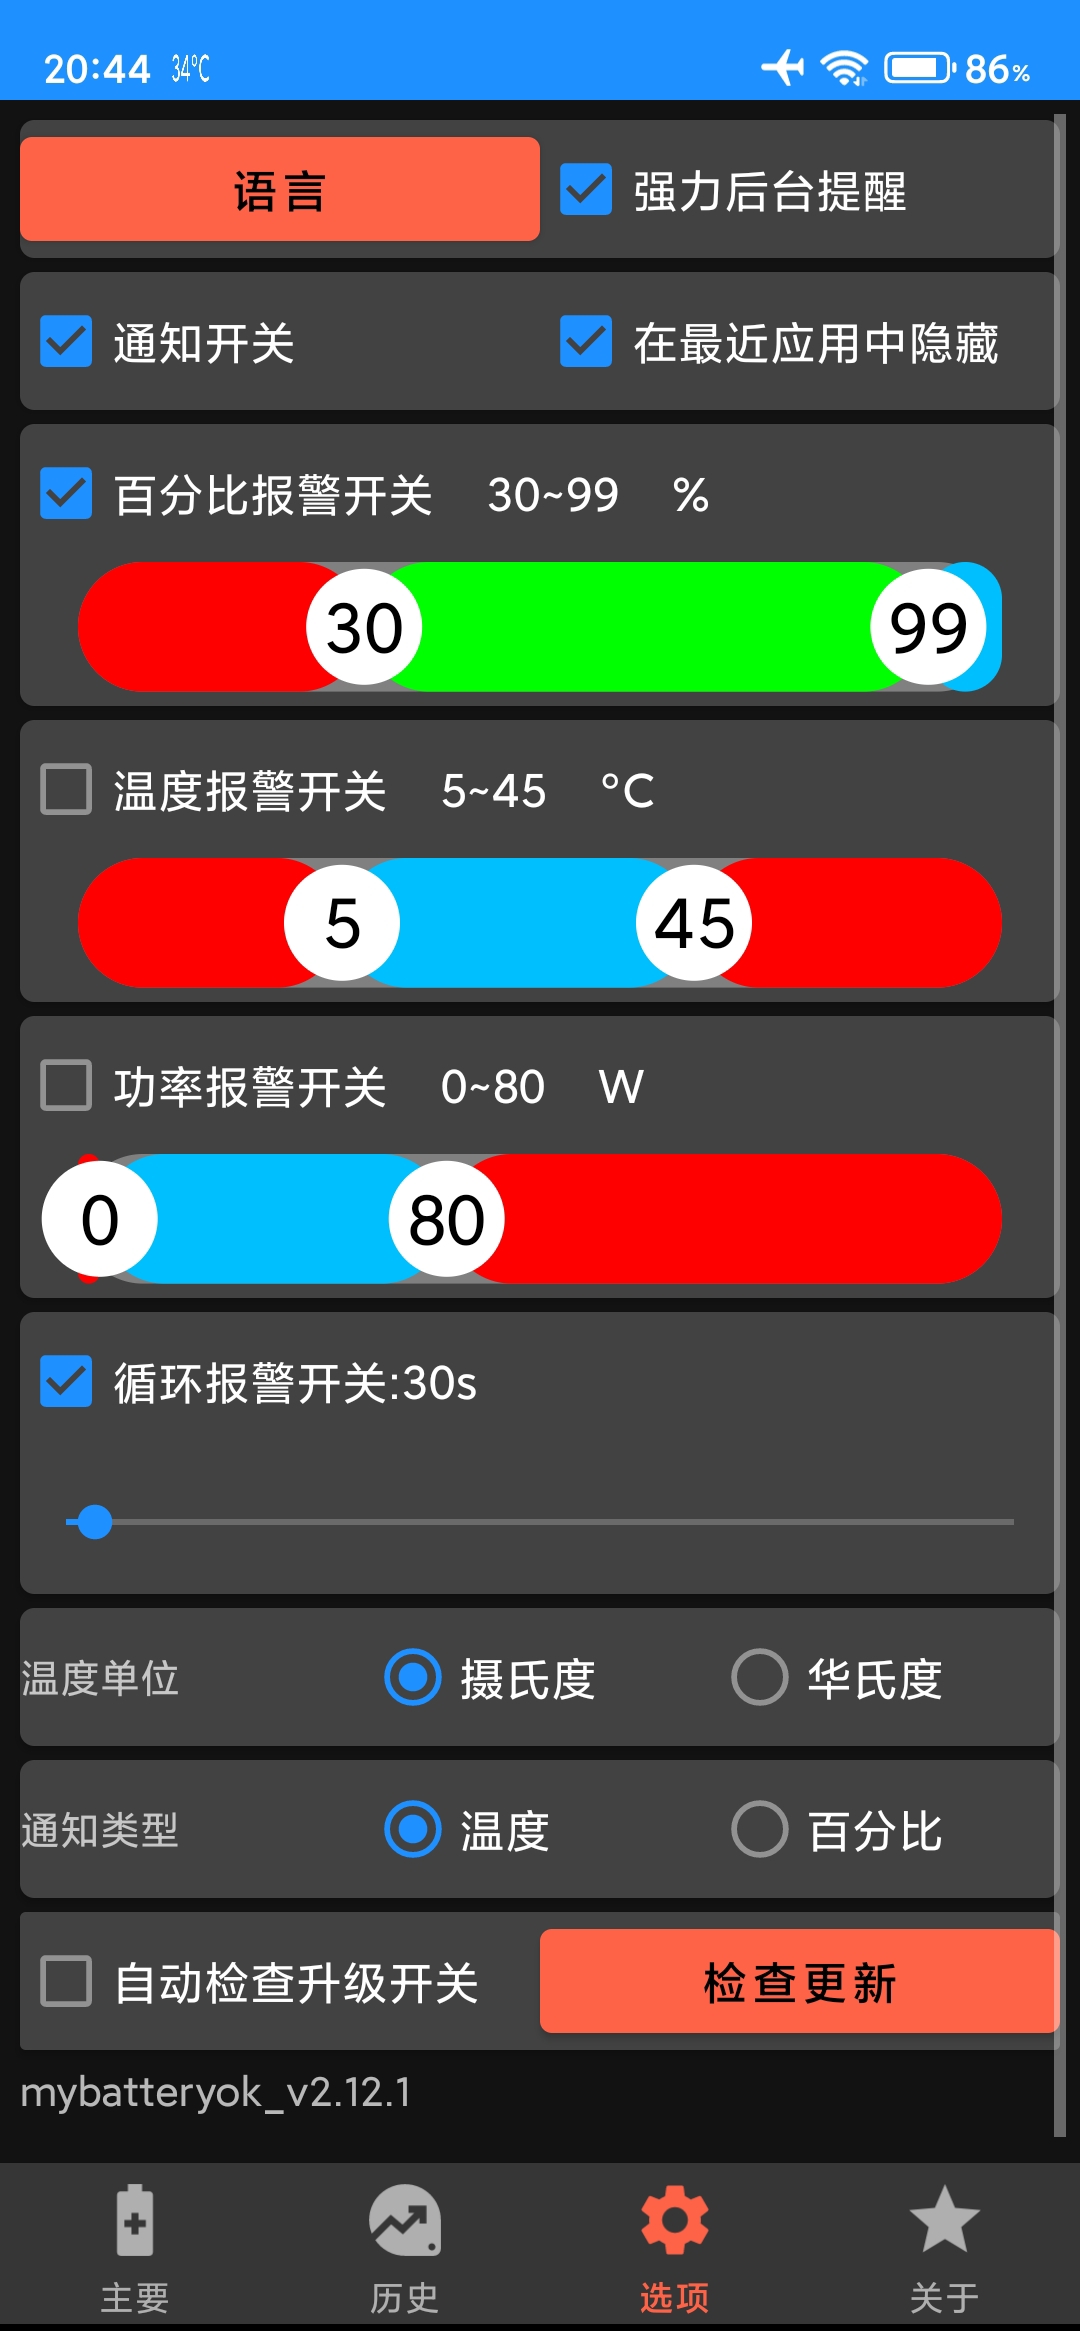 20:44 34°C 86%
语言 强力后台提醒
通知开关 在最近应用中隐藏
百分比报警开关 30~99 %
30 99
温度报警开关 5~45 °C
5 45
功率报警开关 0~80 W
0 80
循环报警开关:30s
温度单位 摄氏度 华氏度
通知类型 温度 百分比
自动检查升级开关 检查更新
mybatteryok_v2.12.1
主要 历史 选项 关于